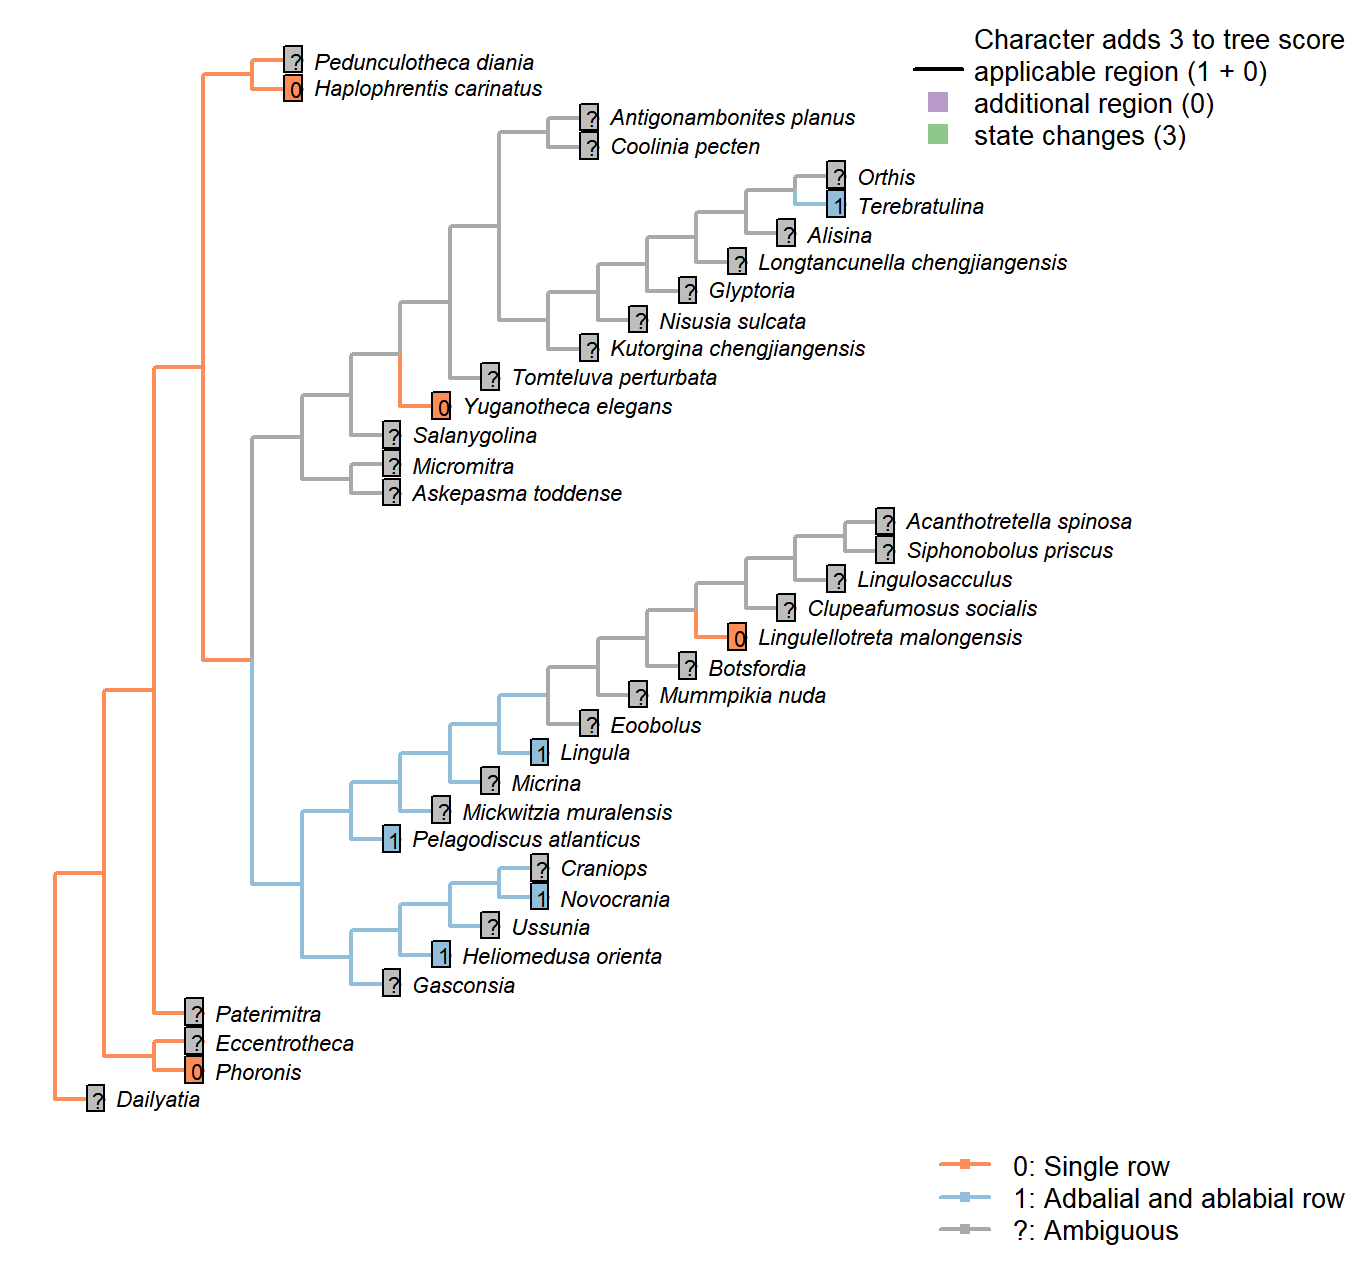 Character adds 3 to tree score
applicable region (1 + 0)
additional region (0)
state changes (3)
? Pedunculotheca diania
0 Haplophrentis carinatus
? Antigonambonites planus
? Coolinia pecten
? Orthis
1 Terebratulina
? Alisina
? Longtancunella chengjiangensis
? Glyptoria
? Nisusia sulcata
? Kutorgina chengjiangensis
? Tomteluva perturbata
0 Yuganotheca elegans
? Salanygolina
? Micromitra
? Askepasma toddense
? Acanthotretella spinosa
? Siphonobolus priscus
? Lingulosacculus
? Clupeafumosus socialis
0 Lingulellotreta malongensis
? Botsfordia
? Mummpikia nuda
? Eoobolus
1 Lingula
? Micrina
? Mickwitzia muralensis
1 Pelagodiscus atlanticus
? Craniops
1 Novocrania
? Ussunia
1 Heliomedusa orienta
? Gasconsia
? Paterimitra
? Eccentrotheca
0 Phoronis
? Dailyatia
0: Single row
1: Adbalial and ablabial row
?: Ambiguous